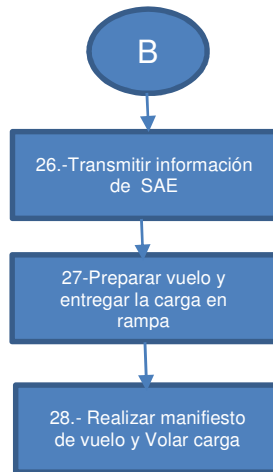 B
26.-Transmitir información
de SAE
27-Preparar vuelo y
entregar la carga en
rampa
28.- Realizar manifiesto
de vuelo y Volar carga